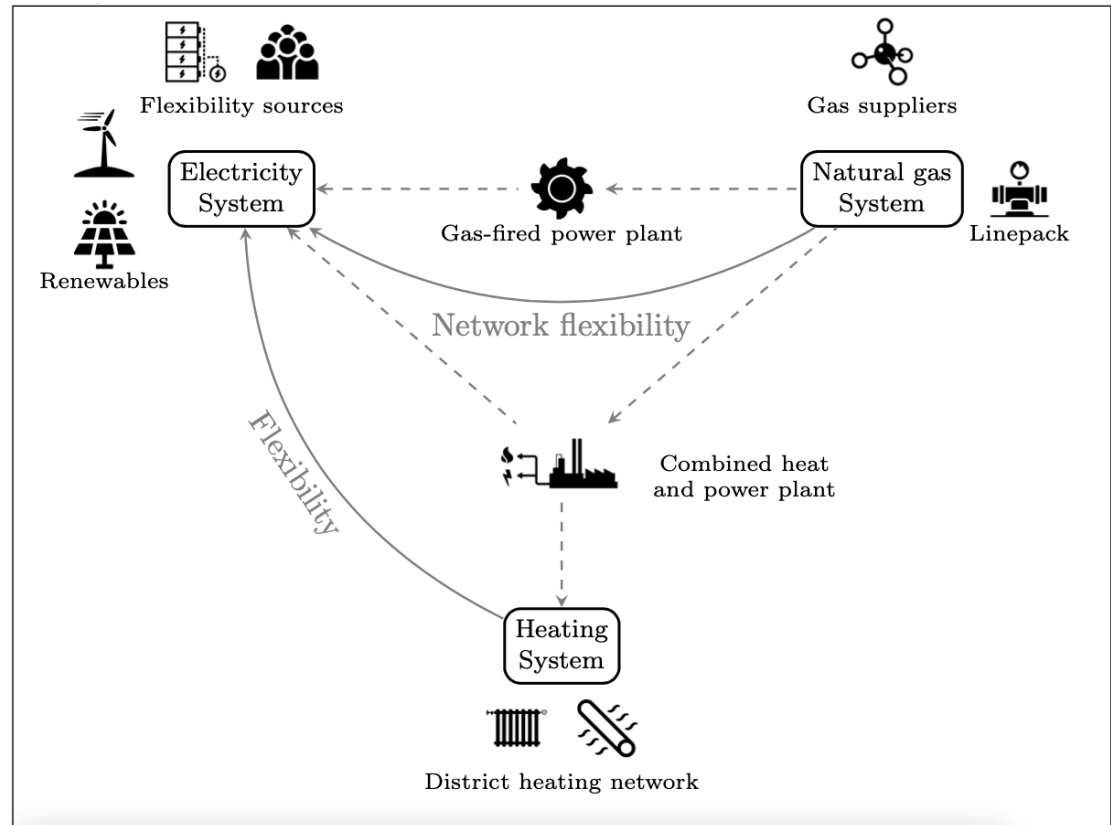 Flexibility sources
Gas suppliers
Electricity
System
Natural gas
System
Gas-fired power plant
Linepack
Renewables
Network flexibility
Flexibility
Combined heat
and power plant
Heating
System
District heating network